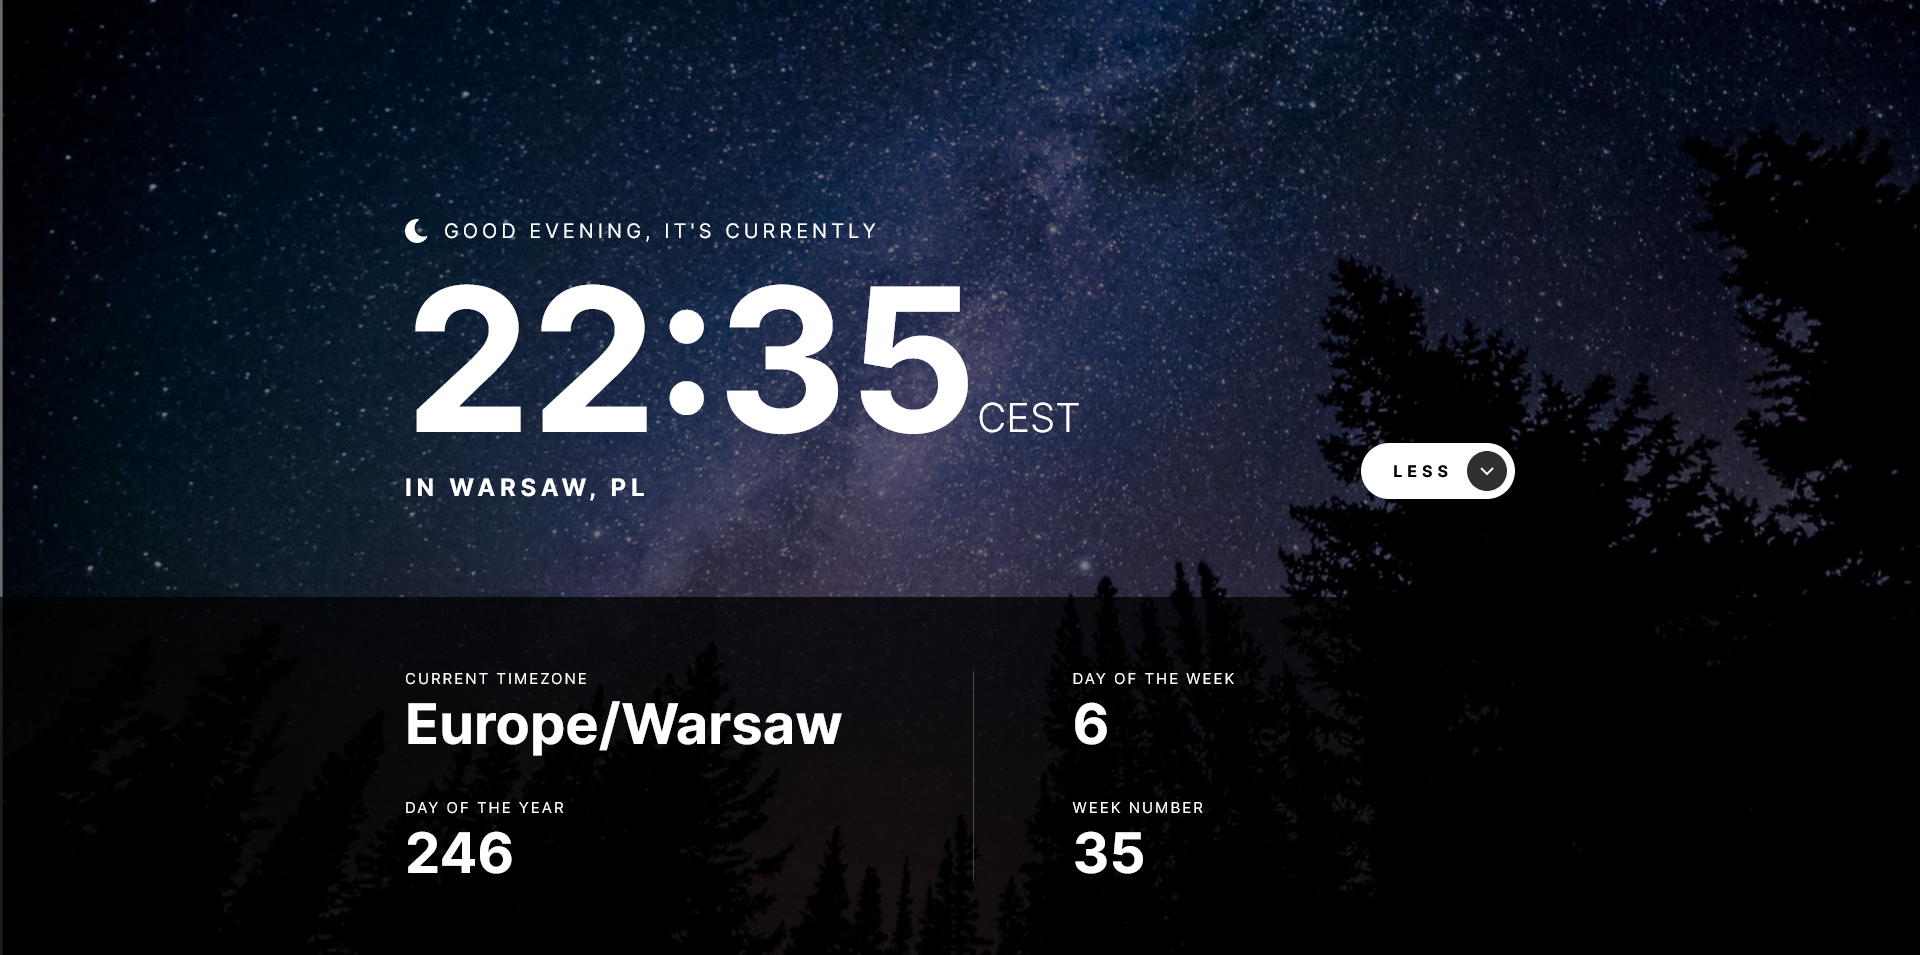 GOOD EVENING, IT'S CURRENTLY
22:35 CEST
IN WARSAW, PL
LESS
CURRENT TIMEZONE
Europe/Warsaw
DAY OF THE YEAR
246
DAY OF THE WEEK
6
WEEK NUMBER
35